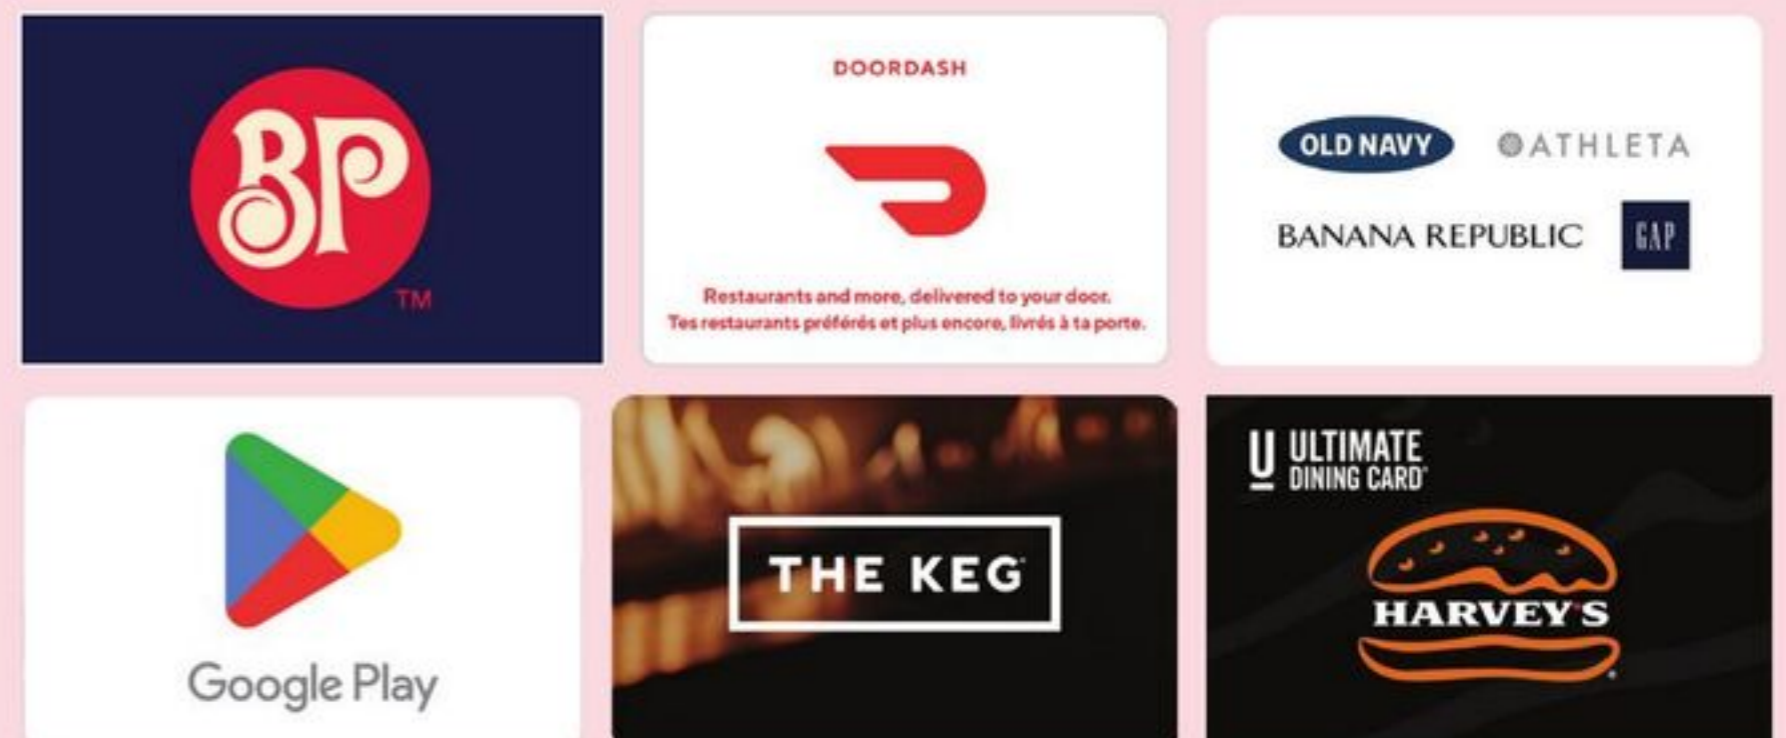 BP
TM
DOORDASH
Restaurants and more, delivered to your door.
Tes restaurants préférés et plus encore, livrés à ta porte.
OLD NAVY ATHLETA
BANANA REPUBLIC GAP
Google Play
THE KEG
U ULTIMATE
DINING CARD
HARVEY'S